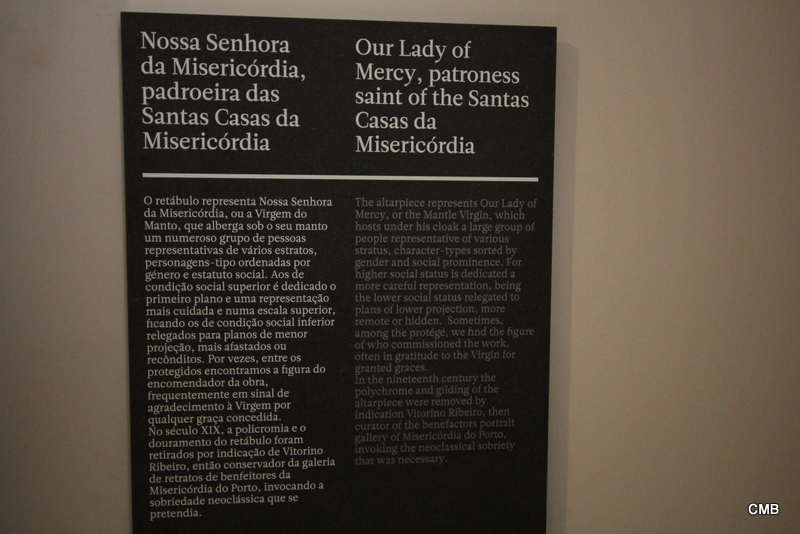 Nossa Senhora
da Misericórdia,
padroeira das
Santas Casas da
Misericórdia
Our Lady of
Mercy, patroness
saint of the Santas
Casas da
Misericórdia
O retábulo representa Nossa Senhora
da Misericórdia, ou a Virgem do
Manto, que alberga sob o seu manto
um numeroso grupo de pessoas
representativas de vários estratos,
personagens-tipo ordenadas por
género e estatuto social. Aos de
condição social superior é dedicado o
primeiro plano e uma representação
mais cuidada e numa escala superior,
ficando os de condição social inferior
relegados para planos de menor
projeção, mais afastados ou
recônditos. Por vezes, entre os
protegidos encontramos a figura do
encomendador da obra,
frequentemente em sinal de
agradecimento à Virgem por
qualquer graça concedida.
No século XIX, a policromia e o
douramento do retábulo foram
retirados por indicação de Vitorino
Ribeiro, então conservador da galeria
de retratos de benfeitores da
Misericórdia do Porto, invocando a
sobriedade neoclássica que se
pretendia.
The altarpiece represents Our Lady of
Mercy, or the Mantle Virgin, which
hosts under his cloak a large group of
people representative of various
stratus, character-types sorted by
gender and social prominence. For
higher social status is dedicated a
more careful representation, being
the lower social status relegated to
plans of lower projection, more
remote or hidden. Sometimes,
among the protégé, we find the figure
of who commissioned the work,
often in gratitude to the Virgin for
granted graces.
In the nineteenth century the
polychrome and gilding of the
altarpiece were removed by
indication Vitorino Ribeiro, then
curator of the benefactors portrait
gallery of Misericórdia do Porto,
invoking the neoclassical sobriety
that was necessary.
CMB